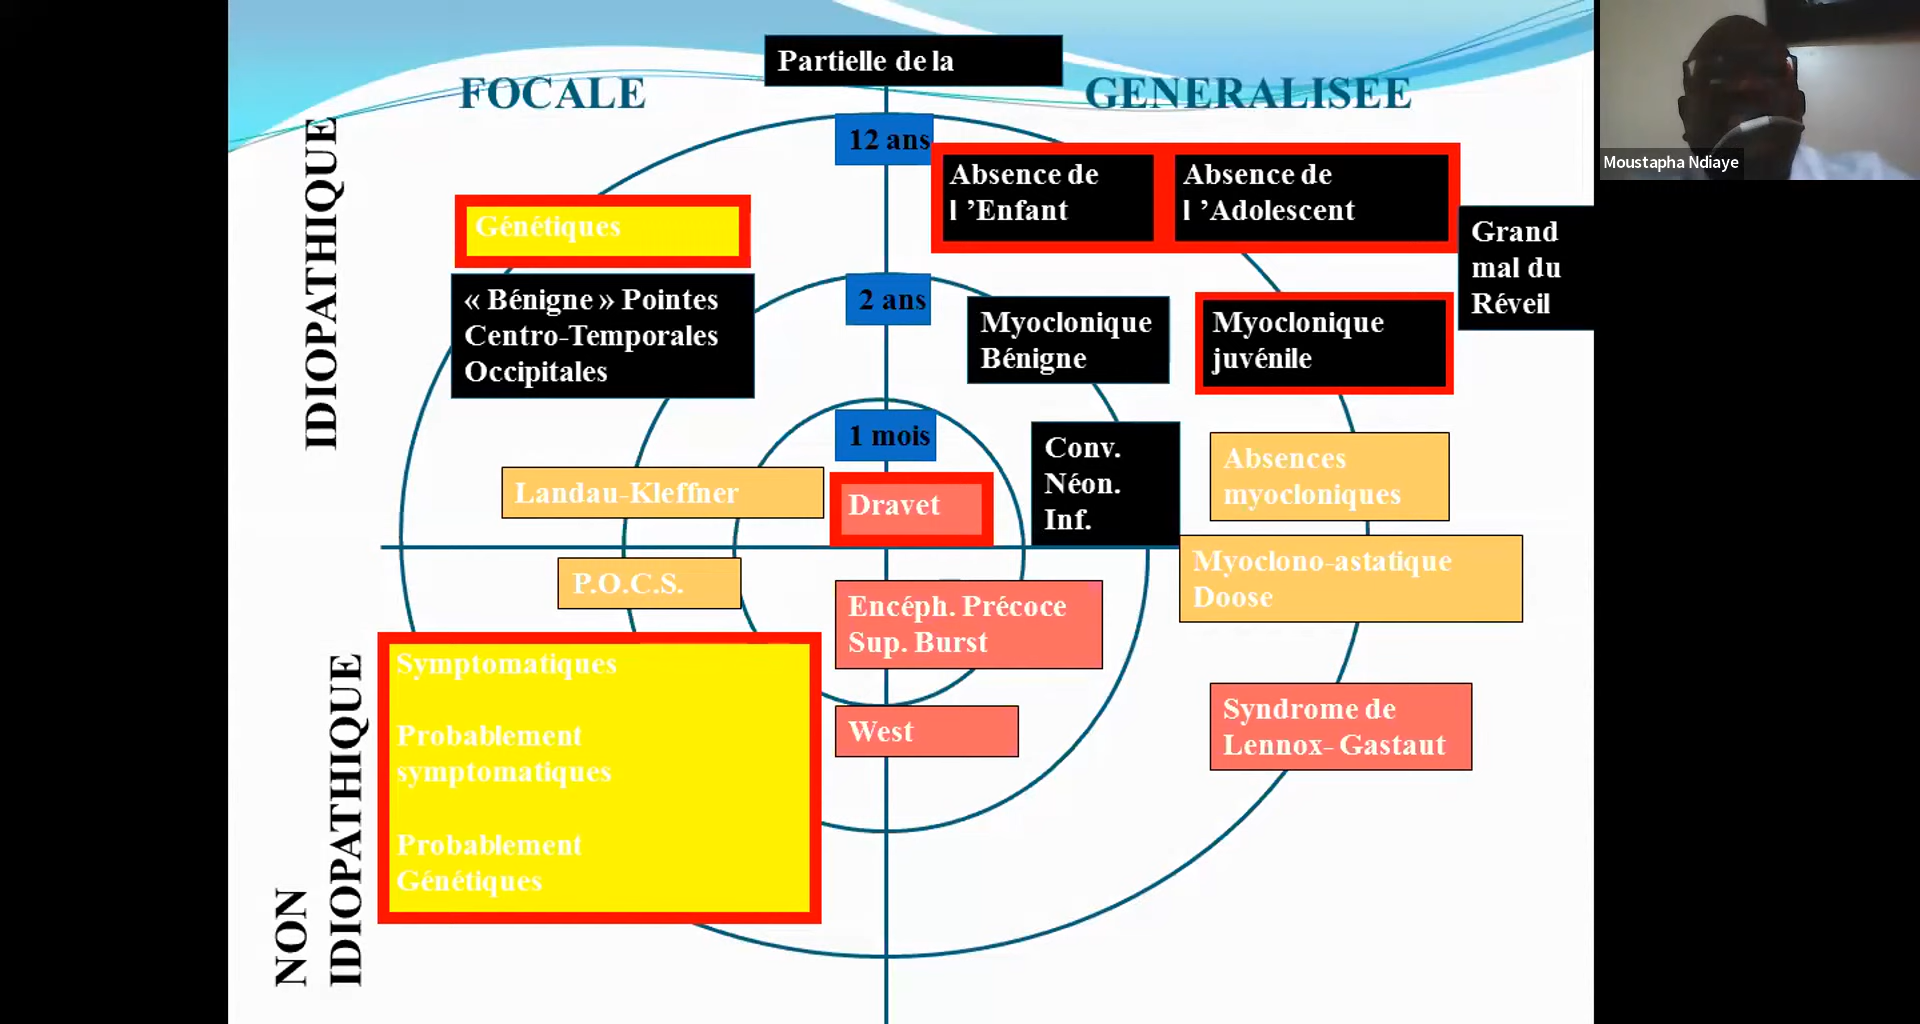 Partielle de la
FOCALE
GENERALISEE
IDIOPATHIQUE
12 ans
Absence de
l ’Enfant
Absence de
l ’Adolescent
Génétiques
Grand
mal du
Réveil
« Bénigne » Pointes
Centro-Temporales
Occipitales
2 ans
Myoclonique
Bénigne
Myoclonique
juvénile
1 mois
Conv.
Néon.
Inf.
Absences
myocloniques
Landau-Kleffner
Dravet
Myoclono-astatique
Doose
P.O.C.S.
Encéph. Précoce
Sup. Burst
NON
IDIOPATHIQUE
Symptomatiques
Probablement
symptomatiques
Probablement
Génétiques
West
Syndrome de
Lennox- Gastaut
Moustapha Ndiaye